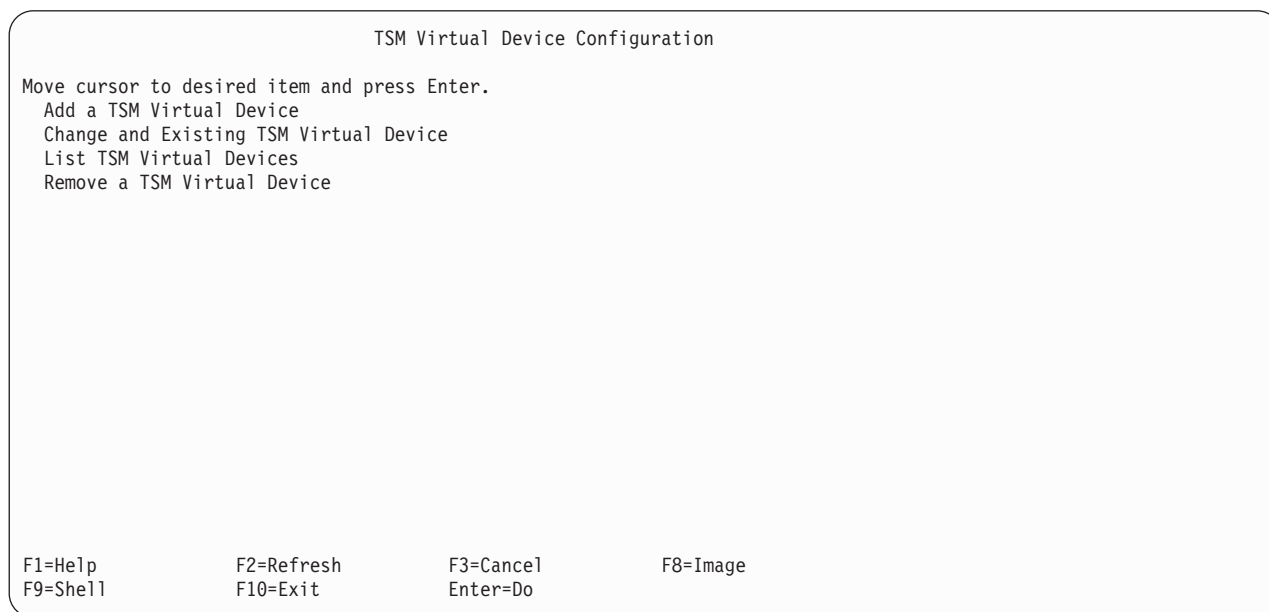 TSM Virtual Device Configuration
Move cursor to desired item and press Enter.
Add a TSM Virtual Device
Change and Existing TSM Virtual Device
List TSM Virtual Devices
Remove a TSM Virtual Device
F1=Help F2=Refresh F3=Cancel F8=Image
F9=Shell F10=Exit Enter=Do